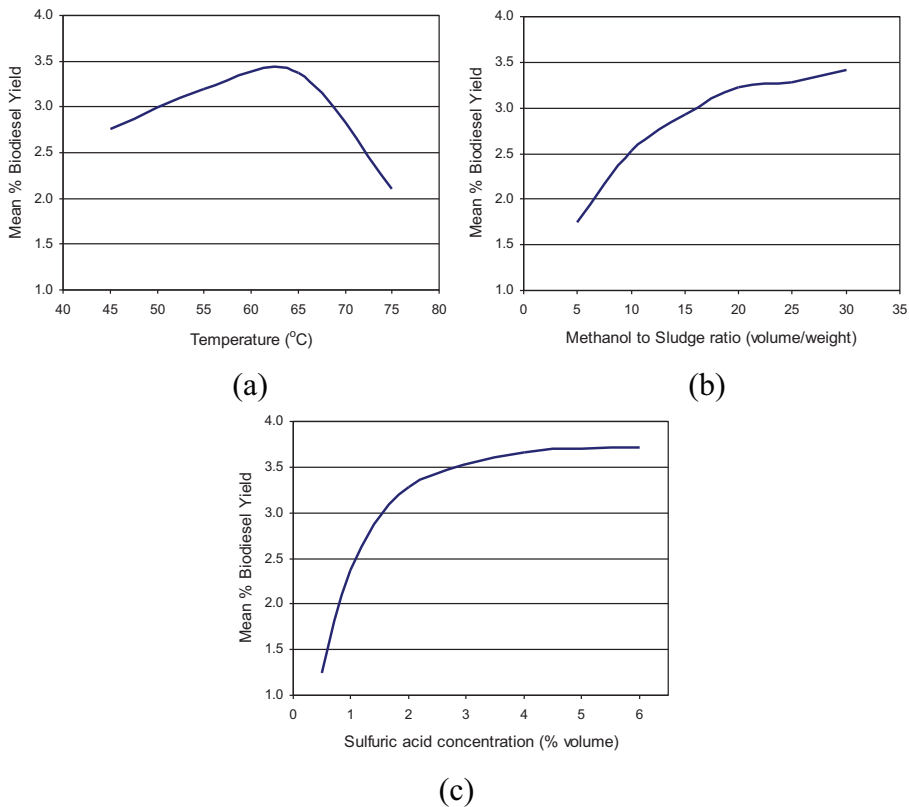 4.0
3.5
3.0
2.5
2.0
1.5
1.0
Mean % Biodiesel Yield
40 45 50 55 60 65 70 75 80
Temperature (°C)
(a)
4.0
3.5
3.0
2.5
2.0
1.5
1.0
Mean % Biodiesel Yield
0 5 10 15 20 25 30 35
Methanol to Sludge ratio (volume/weight)
(b)
4.0
3.5
3.0
2.5
2.0
1.5
1.0
Mean % Biodiesel Yield
0 1 2 3 4 5 6
Sulfuric acid concentration (% volume)
(c)